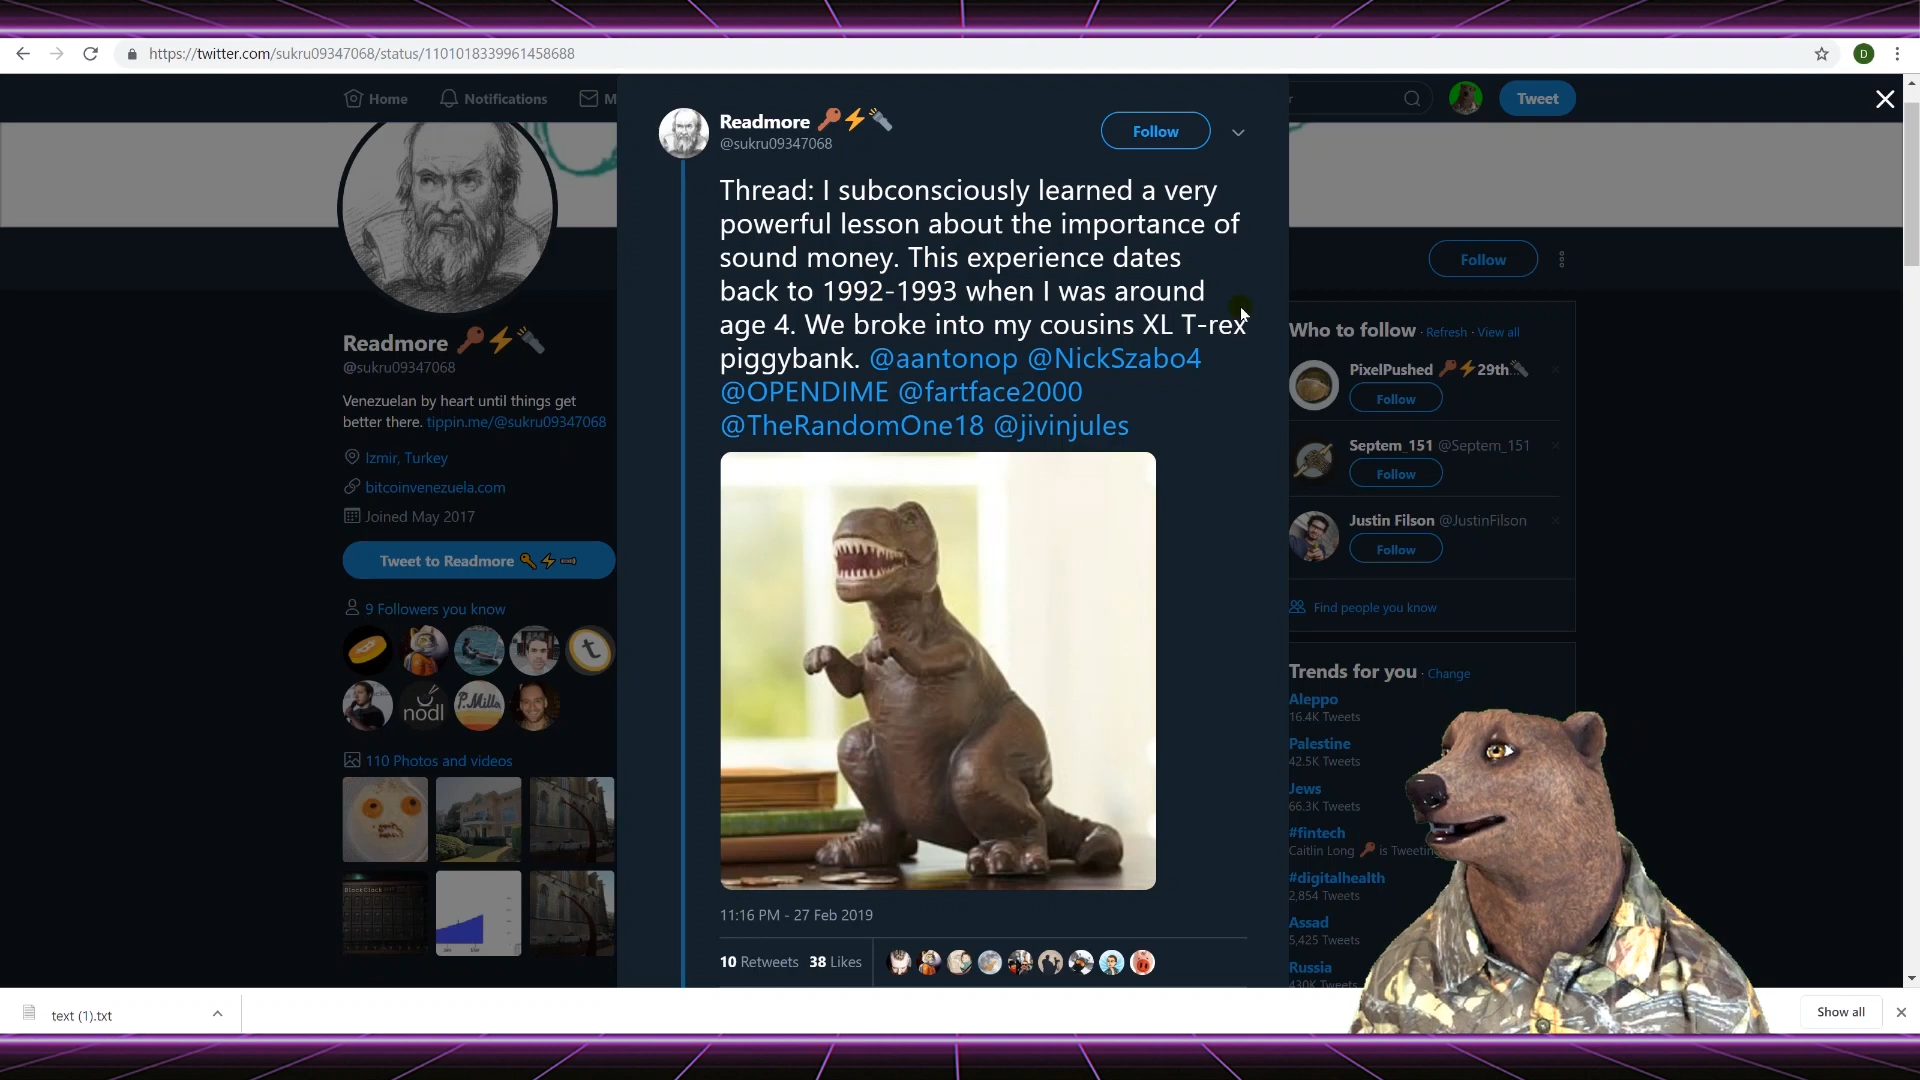 https://twitter.com/sukru09347068/status/1101018339961458688
D
Home
Notifications
M
r
Tweet
Readmore
@sukru09347068
Follow
Thread: I subconsciously learned a very
powerful lesson about the importance of
sound money. This experience dates
back to 1992-1993 when I was around
age 4. We broke into my cousins XL T-rex
piggybank. @aantonop @NickSzabo4
@OPENDIME @fartface2000
@TheRandomOne18 @jivinjules
11:16 PM - 27 Feb 2019
10 Retweets 38 Likes
Readmore
@sukru09347068
Venezuelan by heart until things get
better there. tippin.me/@sukru09347068
Izmir, Turkey
bitcoinvenezuela.com
Joined May 2017
Tweet to Readmore
9 Followers you know
t
nodl
P.Miller
110 Photos and videos
BlockClock
Follow
Who to follow · Refresh · View all
PixelPushed 29th
Follow
Septem_151 @Septem_151
Follow
Justin Filson @JustinFilson
Follow
Find people you know
Trends for you · Change
Aleppo
16.4K Tweets
Palestine
42.5K Tweets
Jews
66.3K Tweets
#fintech
Caitlin Long is Tweetin
#digitalhealth
2,854 Tweets
Assad
5,425 Tweets
Russia
430K Tweets
text (1).txt
Show all